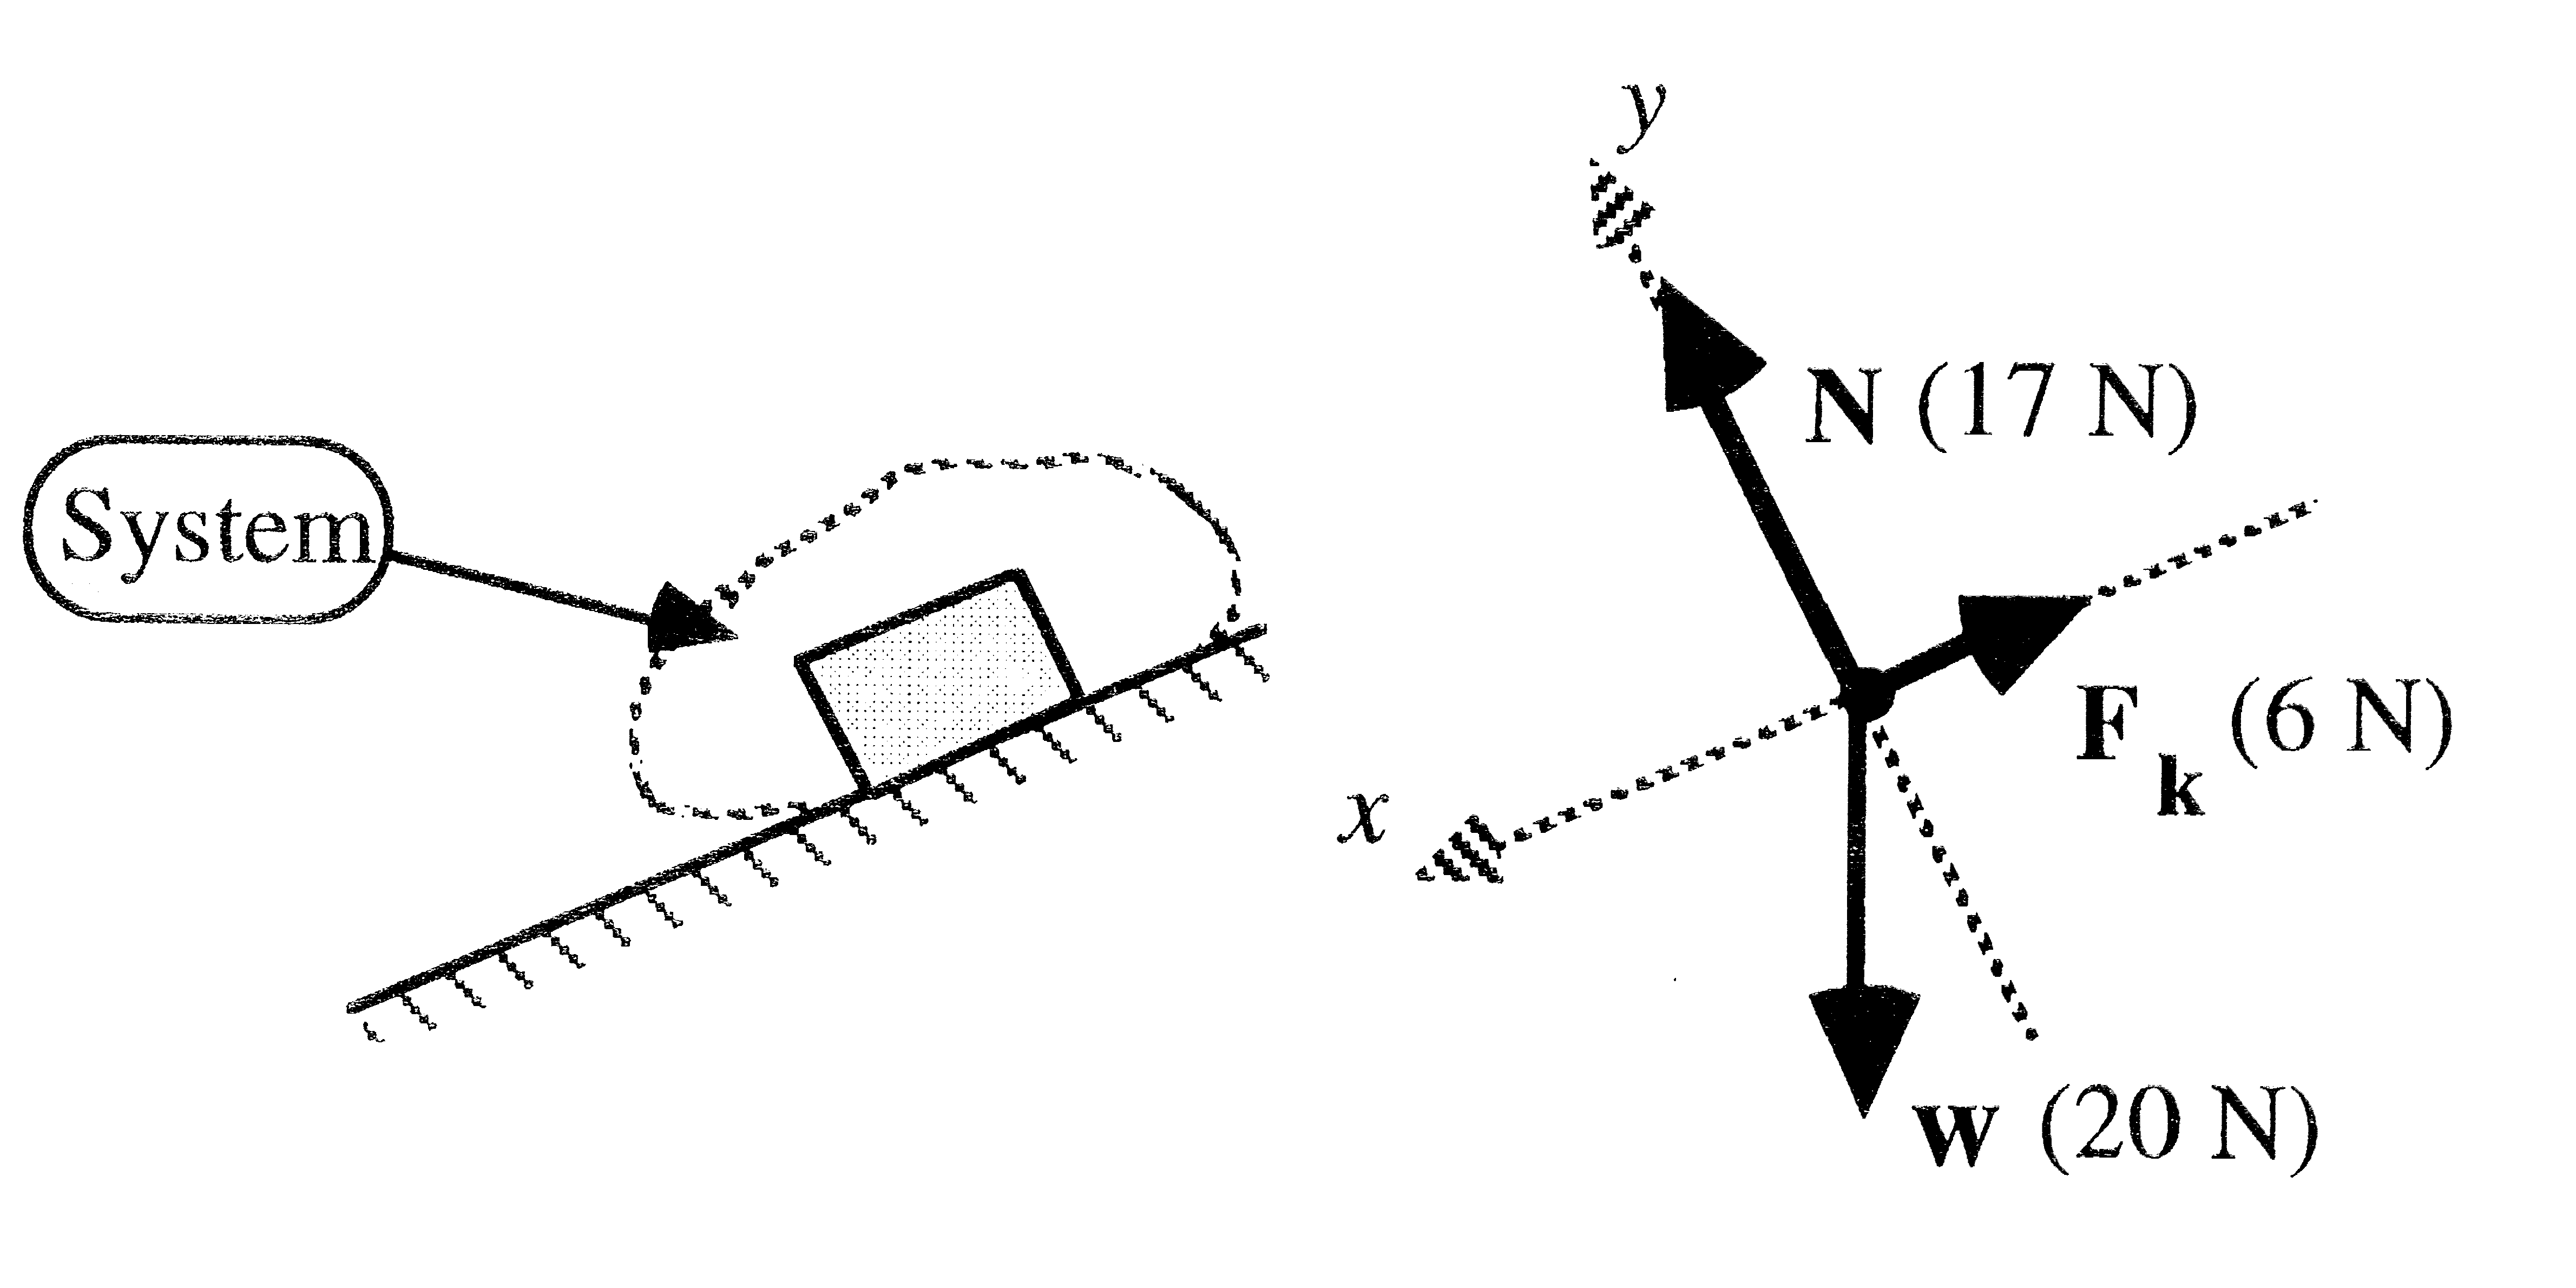 y
N (17 N)
System
F
k
(6 N)
x
w (20 N)